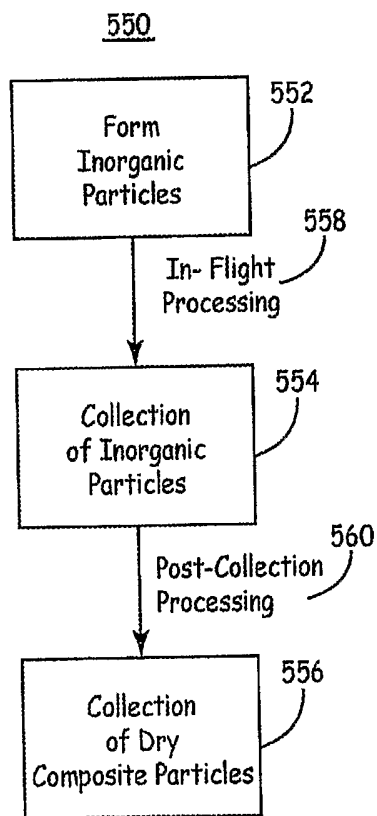 550
552
Form
Inorganic
Particles
558
In- Flight
Processing
554
Collection
of Inorganic
Particles
560
Post-Collection
Processing
556
Collection
of Dry
Composite Particles